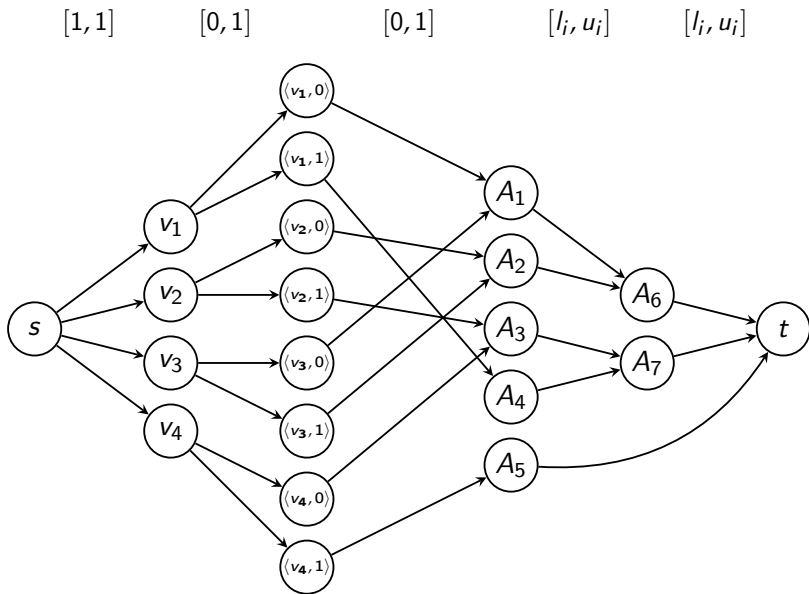 [1, 1] [0, 1] [0, 1] [l_i, u_i] [l_i, u_i]
⟨v₁, 0⟩
⟨v₁, 1⟩
A₁
v₁
⟨v₂, 0⟩
A₂
v₂
⟨v₂, 1⟩
A₆
s
A₃
t
v₃
⟨v₃, 0⟩
A₇
A₄
v₄
⟨v₃, 1⟩
A₅
⟨v₄, 0⟩
⟨v₄, 1⟩